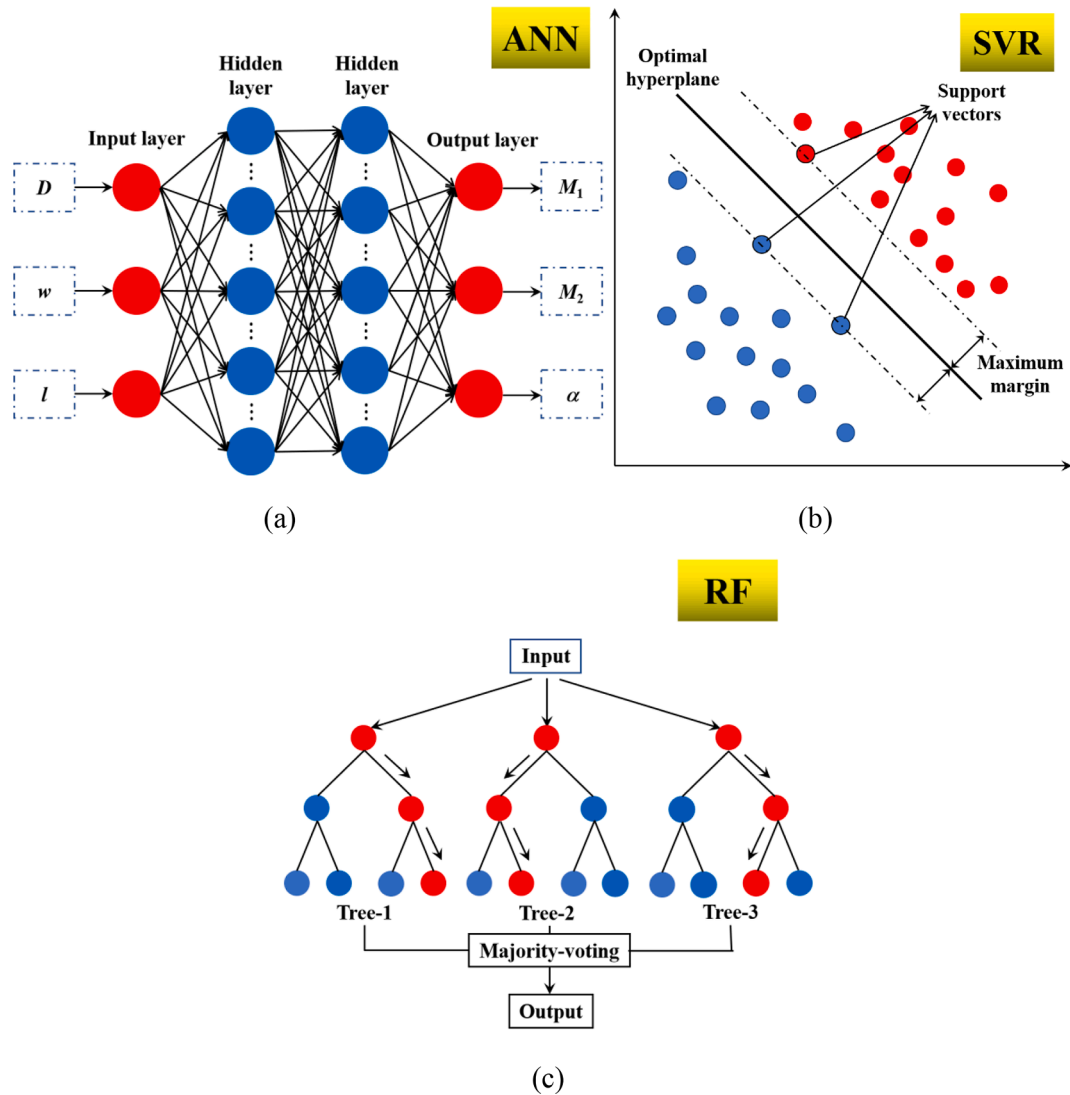 ANN
Hidden
layer
Hidden
layer
Input layer
Output layer
D
w
l
M1
M2
α
(a)
SVR
Optimal
hyperplane
Support
vectors
Maximum
margin
(b)
RF
Input
Tree-1
Tree-2
Tree-3
Majority-voting
Output
(c)